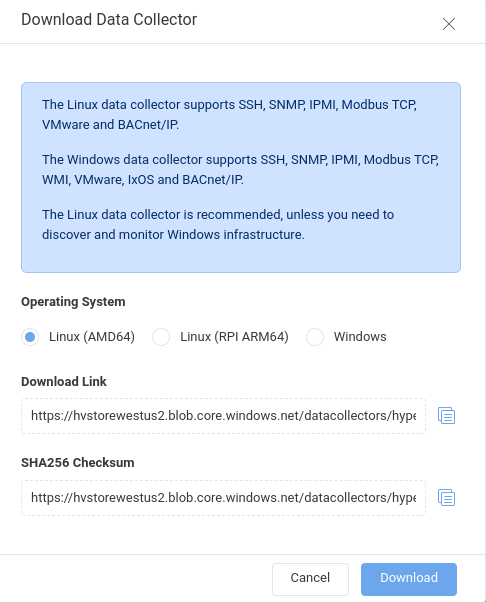 Download Data Collector
The Linux data collector supports SSH, SNMP, IPMI, Modbus TCP,
VMware and BACnet/IP.
The Windows data collector supports SSH, SNMP, IPMI, Modbus TCP,
WMI, VMware, IxOS and BACnet/IP.
The Linux data collector is recommended, unless you need to
discover and monitor Windows infrastructure.
Operating System
Linux (AMD64) Linux (RPI ARM64) Windows
Download Link
https://hvstorewestus2.blob.core.windows.net/datacollectors/hype
SHA256 Checksum
https://hvstorewestus2.blob.core.windows.net/datacollectors/hype
Cancel Download